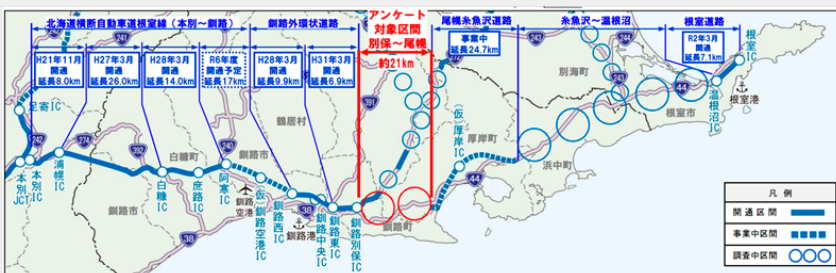 北海道横断自動車道根室線（本別～釧路）
釧路外環状道路
アンケート
対象区間
別保～尾幌
約21km
尾幌糸魚沢道路
糸魚沢～温根沼
根室道路
H21年11月
開通
延長8.0km
H27年3月
開通
延長26.0km
H28年3月
開通
延長14.0km
R6年度
開通予定
延長17km
H28年3月
開通
延長9.9km
H31年3月
開通
延長6.9km
事業中
延長24.7km
R2年3月
開通
延長7.1km
足寄IC
本別JCT
本別IC
浦幌IC
白糠IC
庶路IC
阿寒IC
(仮)釧路空港IC
釧路西IC
釧路中央IC
釧路東IC
釧路別保IC
(仮)厚岸IC
温根沼IC
根室IC
根室港
釧路空港
釧路港
鶴居村
釧路市
白糠町
釧路市
釧路町
厚岸町
浜中町
別海町
根室市
242
274
392
240
38
38
391
272
44
243
243
44
241
38
凡例
開通区間
事業中区間
調査中区間